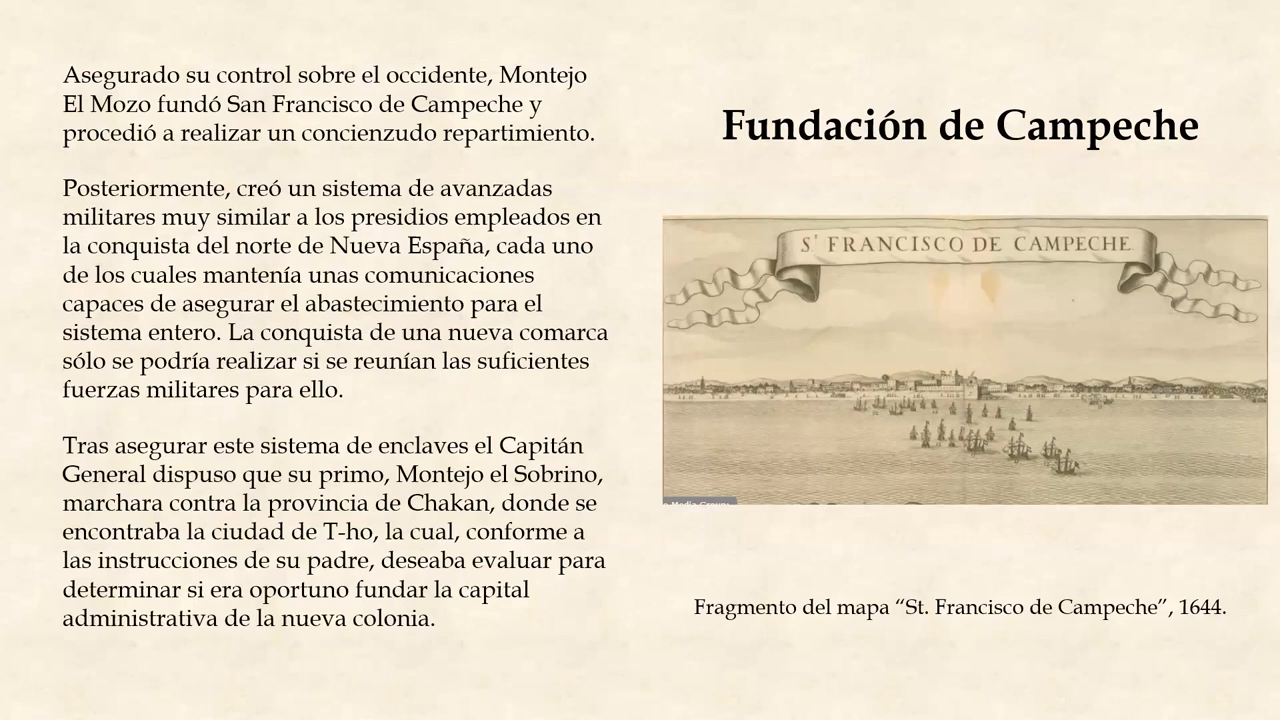 Asegurado su control sobre el occidente, Montejo
El Mozo fundó San Francisco de Campeche y
procedió a realizar un concienzudo repartimiento.
Posteriormente, creó un sistema de avanzadas
militares muy similar a los presidios empleados en
la conquista del norte de Nueva España, cada uno
de los cuales mantenía unas comunicaciones
capaces de asegurar el abastecimiento para el
sistema entero. La conquista de una nueva comarca
sólo se podría realizar si se reunían las suficientes
fuerzas militares para ello.
Tras asegurar este sistema de enclaves el Capitán
General dispuso que su primo, Montejo el Sobrino,
marchara contra la provincia de Chakan, donde se
encontraba la ciudad de T-ho, la cual, conforme a
las instrucciones de su padre, deseaba evaluar para
determinar si era oportuno fundar la capital
administrativa de la nueva colonia.
Fundación de Campeche
S' FRANCISCO DE CAMPECHE
Fragmento del mapa “St. Francisco de Campeche”, 1644.